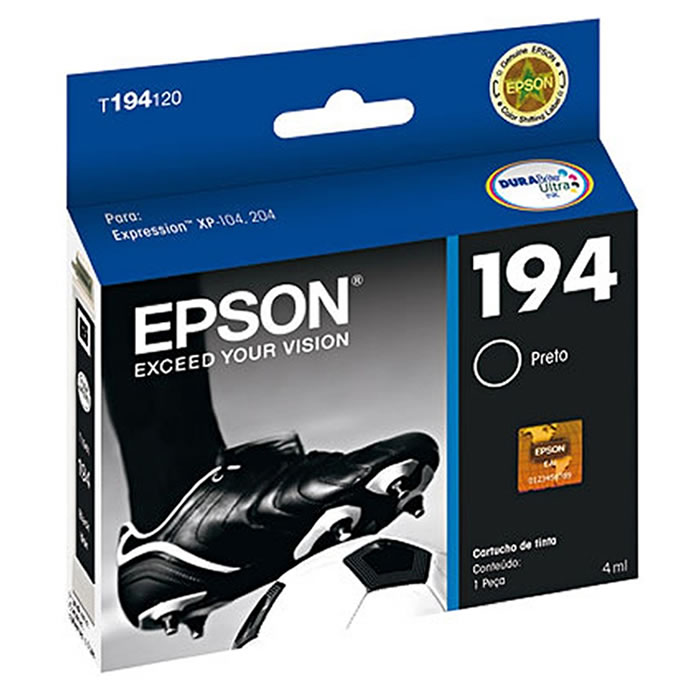 T194120
Genuine EPSON
EPSON
Color Shifting Label
Para:
Expression™ XP-104, 204
DURABrite
Ultra
INK
EPSON®
EXCEED YOUR VISION
194
Preto
EPSON
Cartucho de tinta
Conteúdo:
1 Peça
4 ml
194